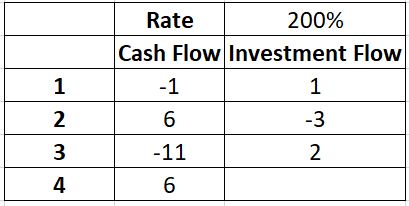 Rate 200%
Cash Flow Investment Flow
1 -1 1
2 6 -3
3 -11 2
4 6